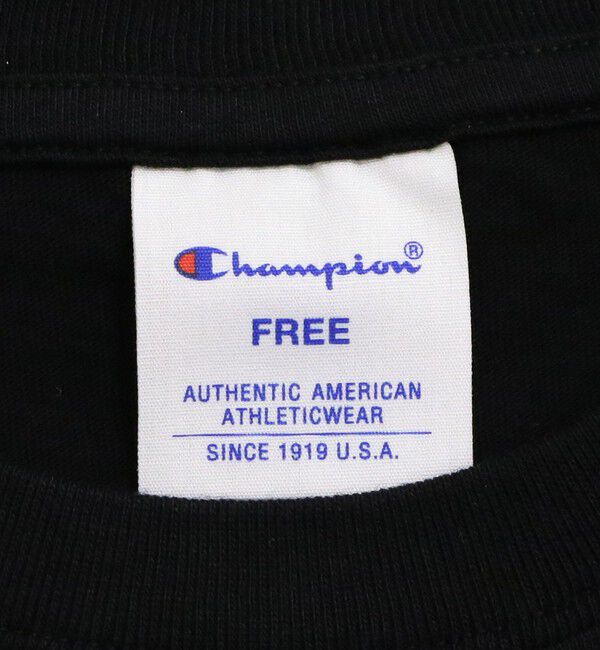 Champion®
FREE
AUTHENTIC AMERICAN
ATHLETICWEAR
SINCE 1919 U.S.A.